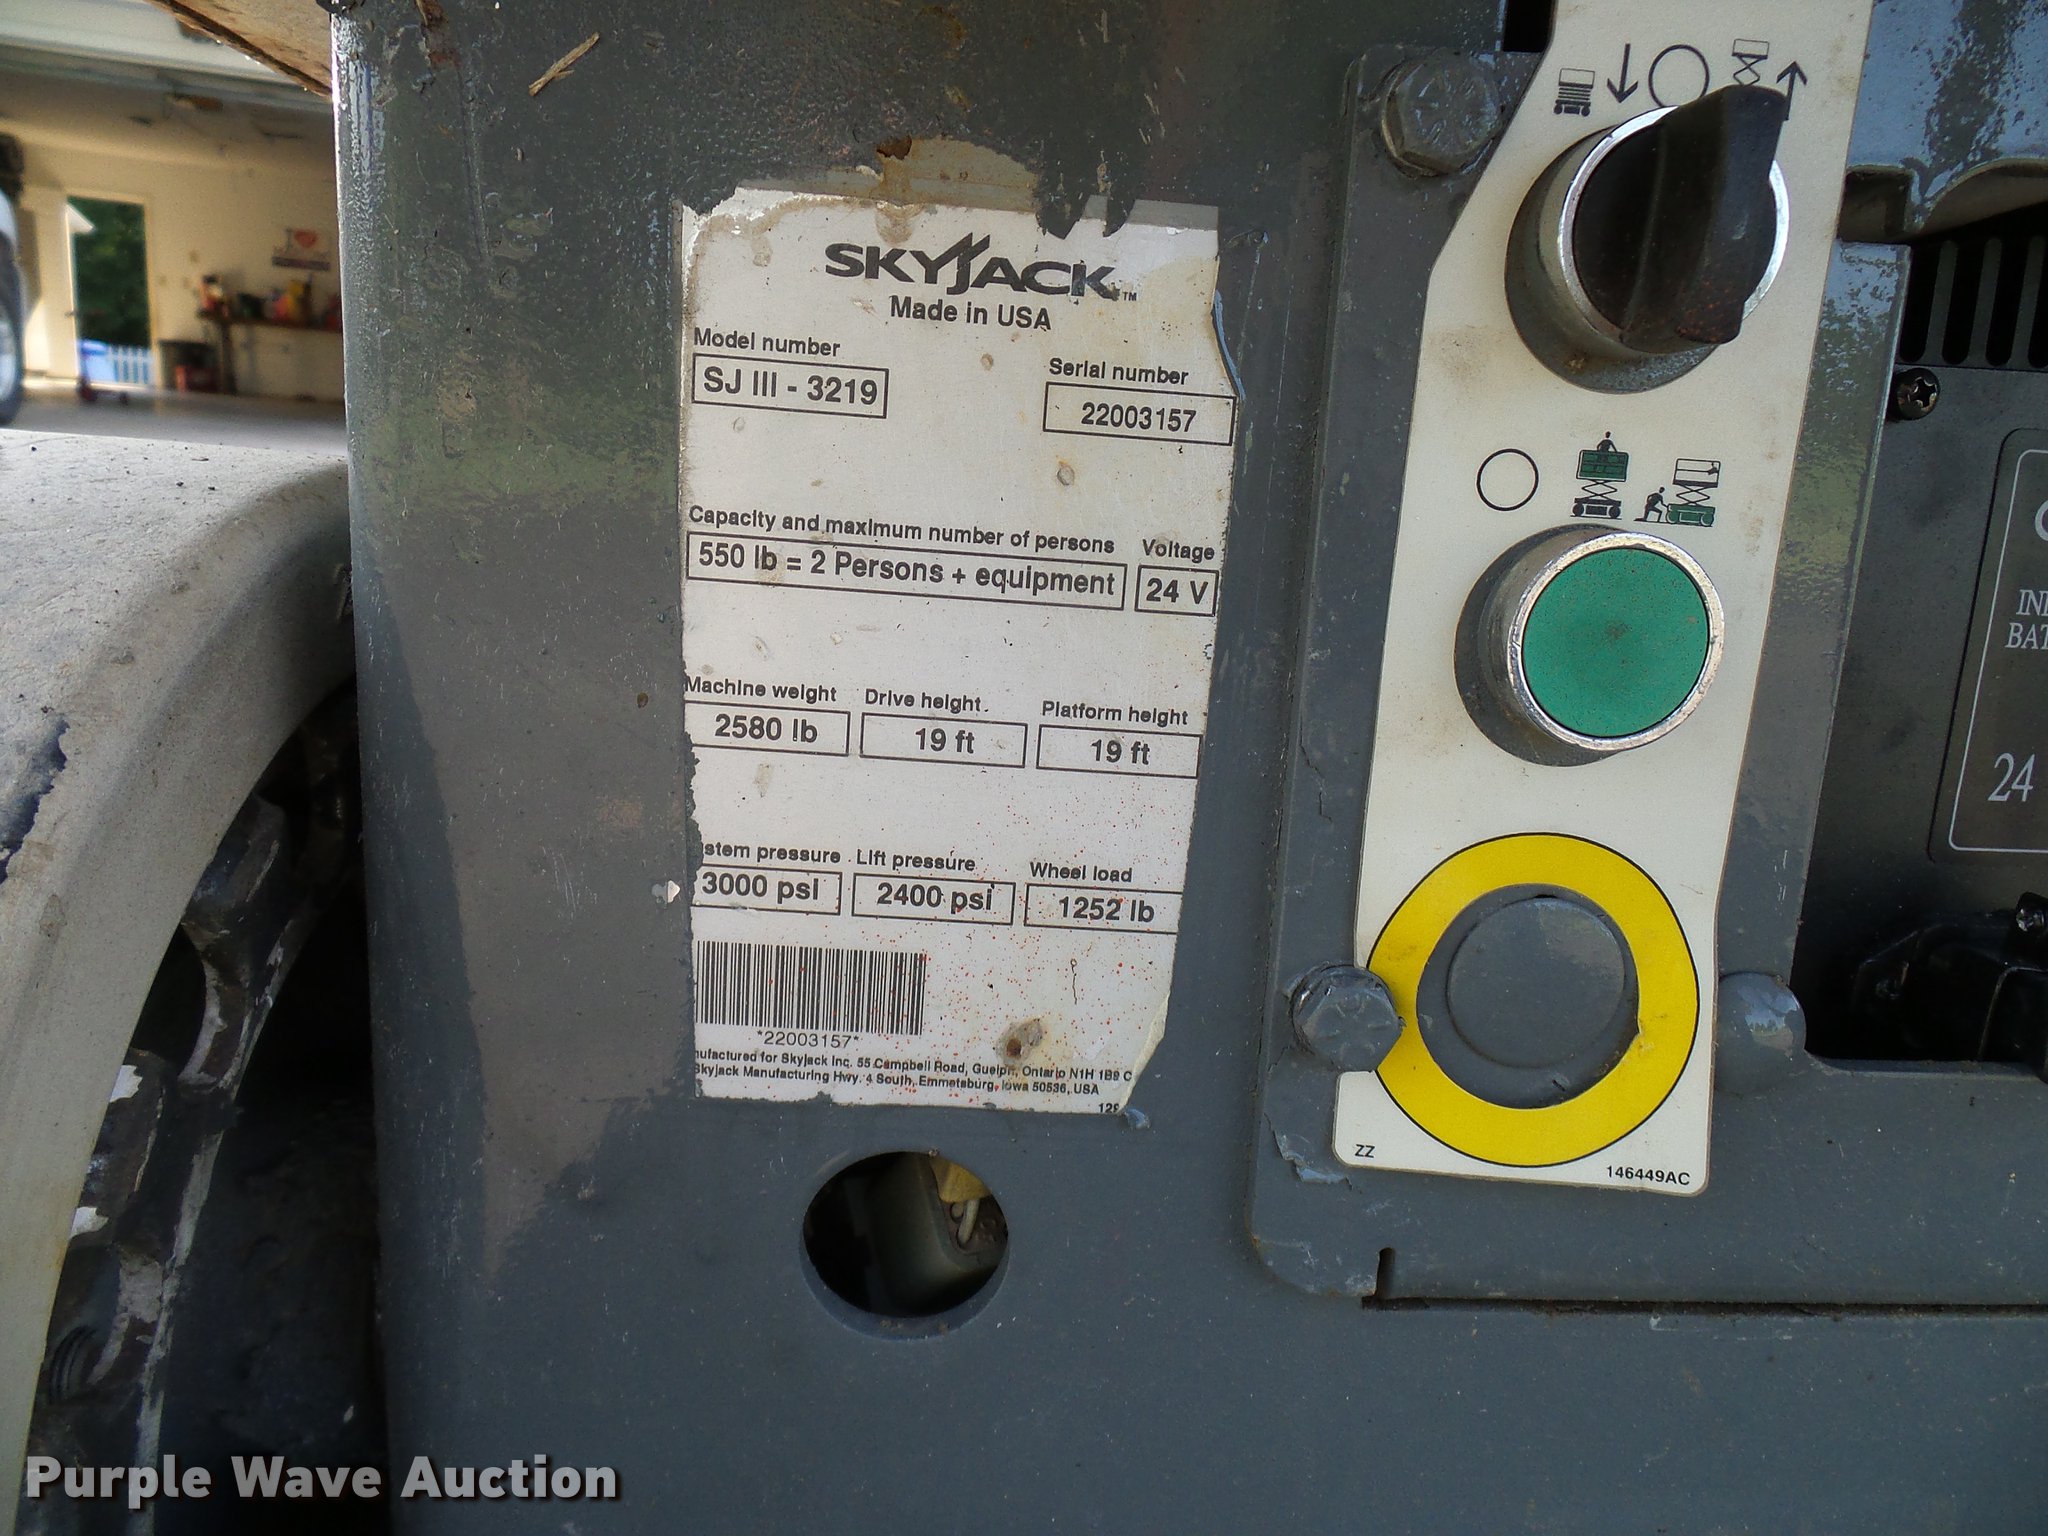 SKYJACK™
Made in USA
Model number
SJ III - 3219
Serial number
22003157
Capacity and maximum number of persons
550 lb = 2 Persons + equipment
Voltage
24 V
Machine weight
2580 lb
Drive height
19 ft
Platform height
19 ft
stem pressure
3000 psi
Lift pressure
2400 psi
Wheel load
1252 lb
*22003157*
nufactured for Skyjack Inc. 55 Campbell Road, Guelph, Ontario N1H 1B9 C
Skyjack Manufacturing Hwy. 4 South, Emmetsburg, Iowa 50536, USA
ZZ
146449AC
24
Purple Wave Auction